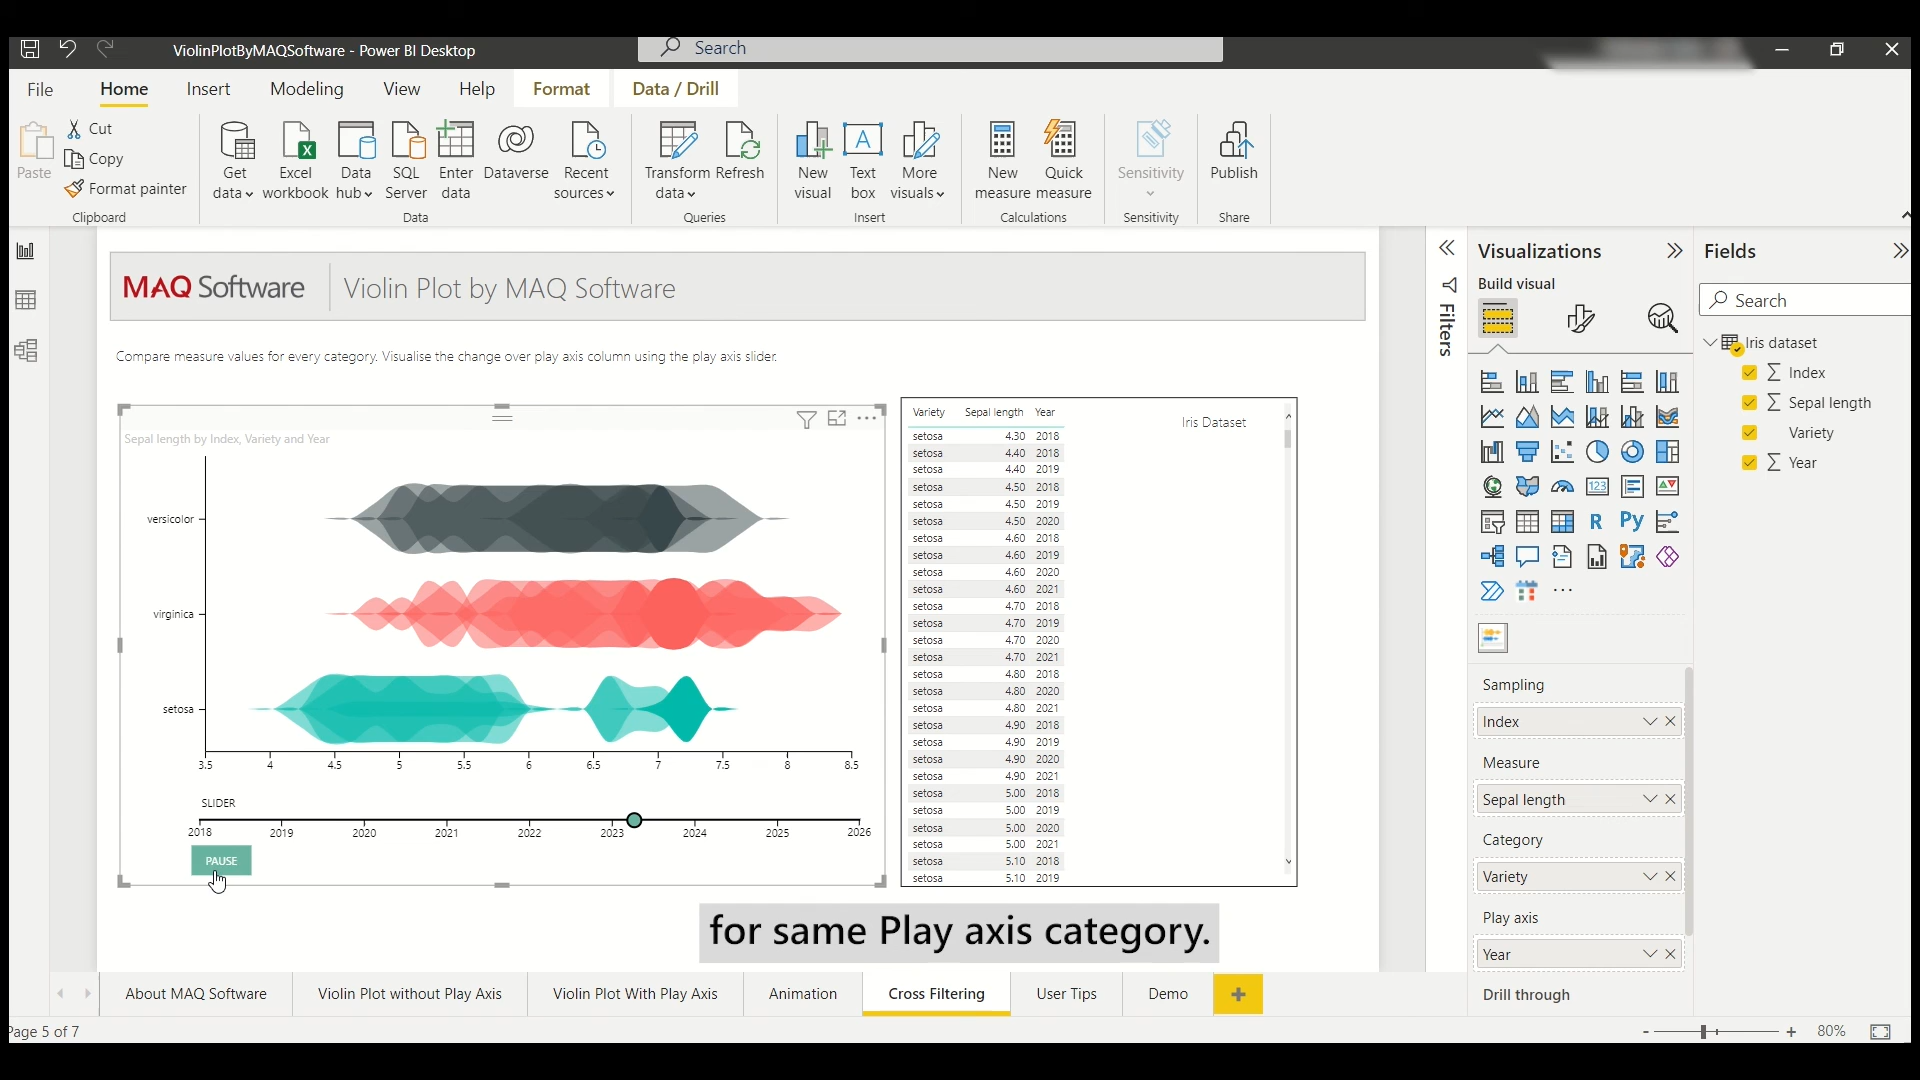 ViolinPlotByMAQSoftware - Power BI Desktop
Search
File Home Insert Modeling View Help Format Data / Drill
Paste
Cut
Copy
Format painter
Clipboard
Get data
Excel workbook
Data hub
SQL Server
Enter data
Dataverse
Recent sources
Data
Transform data
Refresh
Queries
New visual
Text box
More visuals
Insert
New measure
Quick measure
Calculations
Sensitivity
Sensitivity
Publish
Share
MAQ Software
Violin Plot by MAQ Software
Compare measure values for every category. Visualise the change over play axis column using the play axis slider.
Sepal length by Index, Variety and Year
versicolor
virginica
setosa
3.5 4 4.5 5 5.5 6 6.5 7 7.5 8 8.5
SLIDER
2018 2019 2020 2021 2022 2023 2024 2025 2026
PAUSE
Iris Dataset
Variety Sepal length Year
setosa 4.30 2018
setosa 4.40 2018
setosa 4.40 2019
setosa 4.50 2018
setosa 4.50 2019
setosa 4.50 2020
setosa 4.60 2018
setosa 4.60 2019
setosa 4.60 2020
setosa 4.60 2021
setosa 4.70 2018
setosa 4.70 2019
setosa 4.70 2020
setosa 4.70 2021
setosa 4.80 2018
setosa 4.80 2020
setosa 4.80 2021
setosa 4.90 2018
setosa 4.90 2019
setosa 4.90 2020
setosa 4.90 2021
setosa 5.00 2018
setosa 5.00 2019
setosa 5.00 2020
setosa 5.00 2021
setosa 5.10 2018
setosa 5.10 2019
for same Play axis category.
Filters
Visualizations
Build visual
123
R
Py
Sampling
Index
Measure
Sepal length
Category
Variety
Play axis
Year
Drill through
Fields
Search
Iris dataset
Index
Sepal length
Variety
Year
About MAQ Software
Violin Plot without Play Axis
Violin Plot With Play Axis
Animation
Cross Filtering
User Tips
Demo
Page 5 of 7
80%